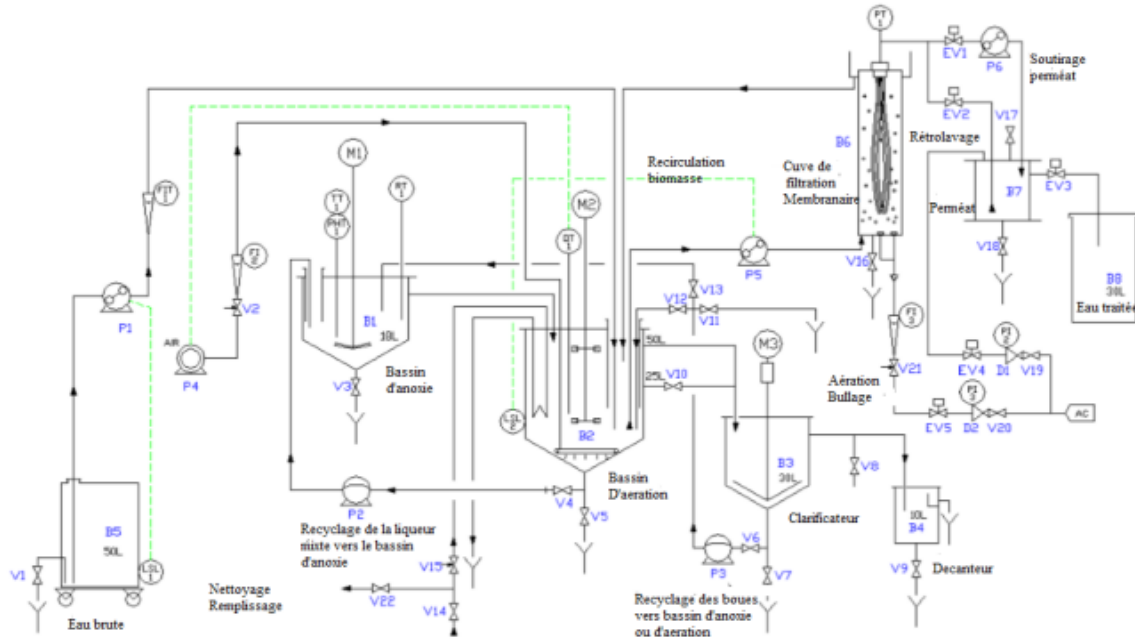 PT
1
EV1
P6
Soutirage
perméat
EV2
V17
Rétrolavage
B6
Cuve de
filtration
Membranaire
Recirculation
biomasse
Perméat
B7
EV3
V18
B8
30L
Eau traitée
M1
TT
1
PHT
1
RT
1
M2
DT
1
FIT
1
FI
2
V2
P1
AIR
P4
B1
18L
Bassin
d'anoxie
V3
P5
V16
V13
V12
V11
FI
3
V21
Aération
Bullage
PI
2
EV4
D1
V19
PI
3
EV5
D2
V20
AC
50L
25L
V10
M3
LSL
2
B2
Bassin
D'aeration
V4
V5
B3
30L
Clarificateur
V8
10L
B4
V9
Decanteur
V6
P3
V7
Recyclage des boues
vers bassin d'anoxie
ou d'aeration
P2
Recyclage de la liqueur
mixte vers le bassin
d'anoxie
V15
V14
V22
Nettoyage
Remplissage
B5
50L
V1
LSL
1
Eau brute